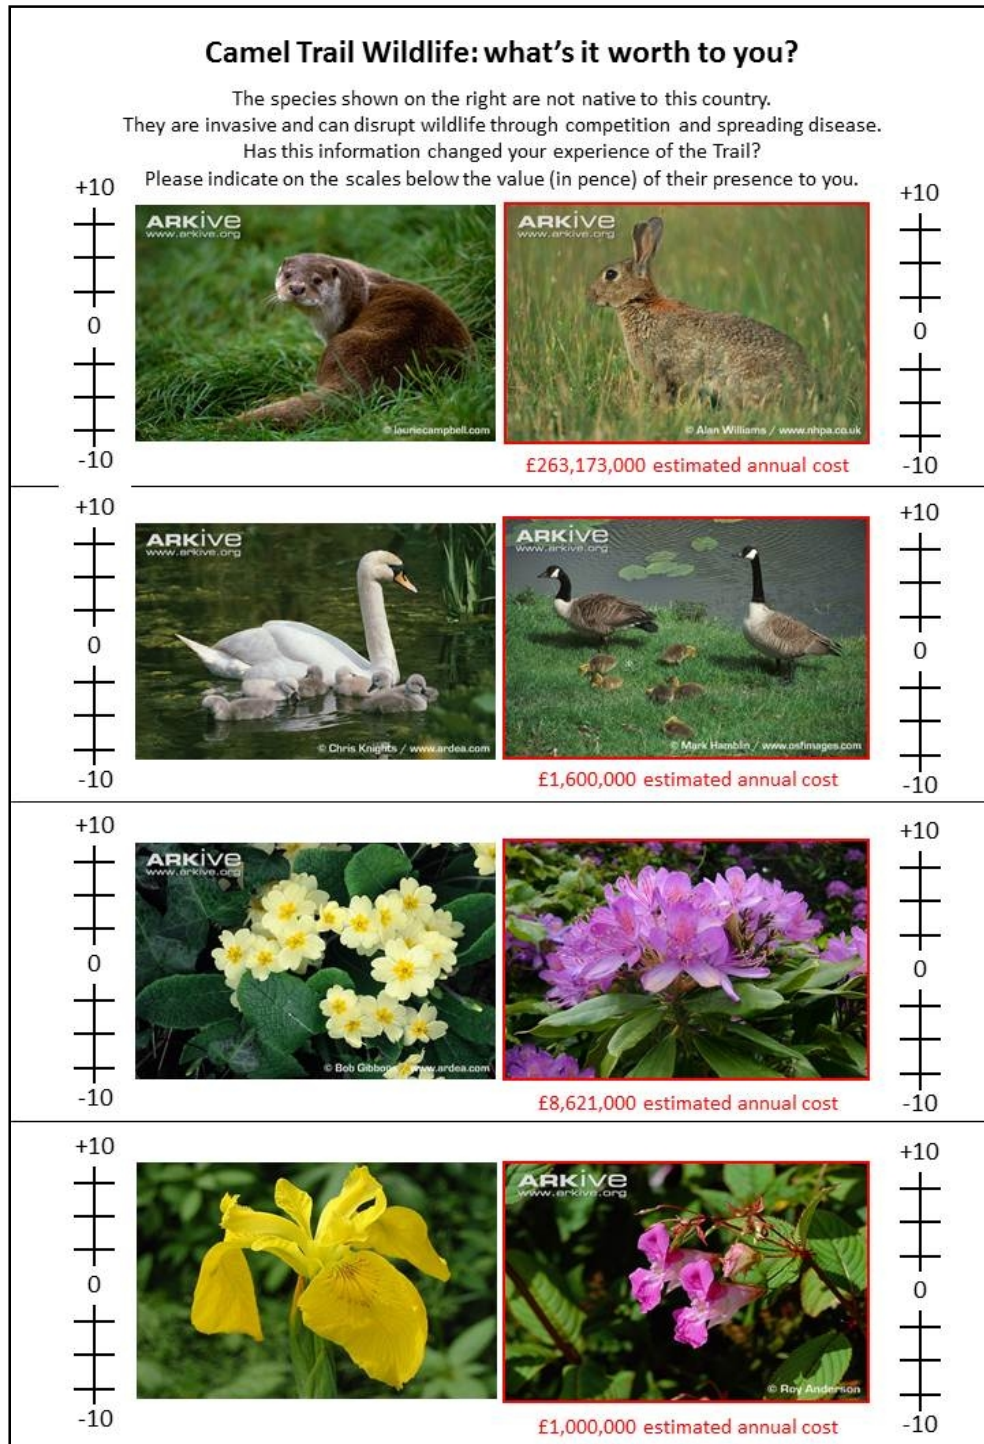 Camel Trail Wildlife: what's it worth to you?
The species shown on the right are not native to this country.
They are invasive and can disrupt wildlife through competition and spreading disease.
Has this information changed your experience of the Trail?
Please indicate on the scales below the value (in pence) of their presence to you.
+10
0
-10
ARKive
www.arkive.org
© lauriecampbell.com
ARKive
www.arkive.org
© Alan Williams / www.nhpa.co.uk
£263,173,000 estimated annual cost
+10
0
-10
+10
0
-10
ARKive
www.arkive.org
© Chris Knights / www.ardea.com
ARKive
www.arkive.org
© Mark Hamblin / www.osfimages.com
£1,600,000 estimated annual cost
+10
0
-10
+10
0
-10
ARKive
www.arkive.org
© Bob Gibbons www.ardea.com
£8,621,000 estimated annual cost
+10
0
-10
+10
0
-10
ARKive
www.arkive.org
© Roy Anderson
£1,000,000 estimated annual cost
+10
0
-10